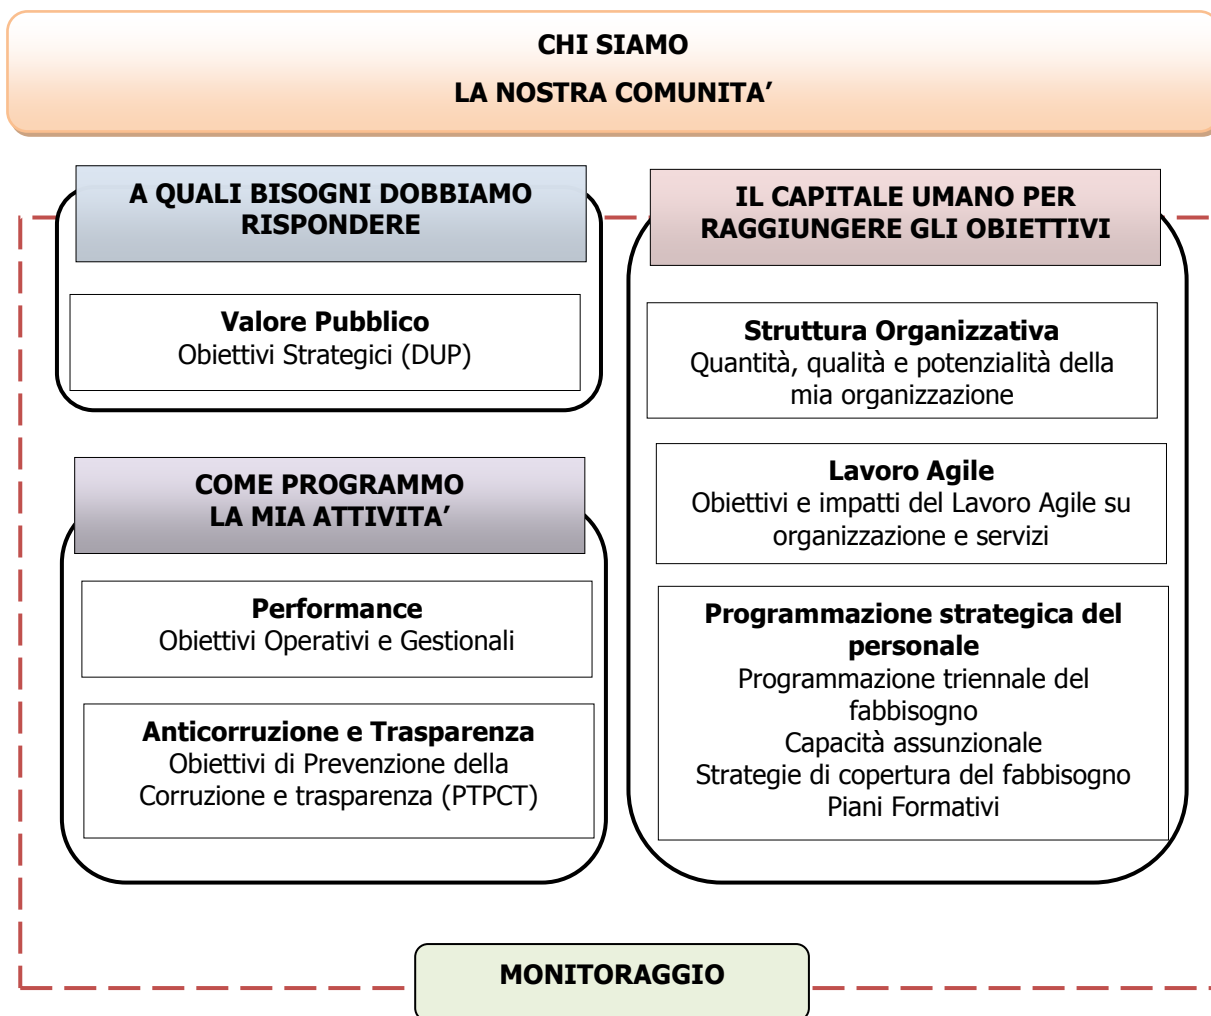 CHI SIAMO
LA NOSTRA COMUNITA’
A QUALI BISOGNI DOBBIAMO
RISPONDERE
Valore Pubblico
Obiettivi Strategici (DUP)
COME PROGRAMMO
LA MIA ATTIVITA’
Performance
Obiettivi Operativi e Gestionali
Anticorruzione e Trasparenza
Obiettivi di Prevenzione della
Corruzione e trasparenza (PTPCT)
IL CAPITALE UMANO PER
RAGGIUNGERE GLI OBIETTIVI
Struttura Organizzativa
Quantità, qualità e potenzialità della
mia organizzazione
Lavoro Agile
Obiettivi e impatti del Lavoro Agile su
organizzazione e servizi
Programmazione strategica del
personale
Programmazione triennale del
fabbisogno
Capacità assunzionale
Strategie di copertura del fabbisogno
Piani Formativi
MONITORAGGIO